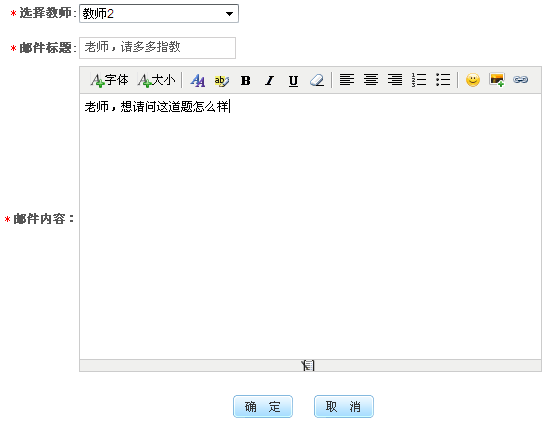 * 选择教师: 教师2
* 邮件标题: 老师，请多多指教
字体 大小 B I U
老师，想请问这道题怎么样
* 邮件内容：
确 定 取 消